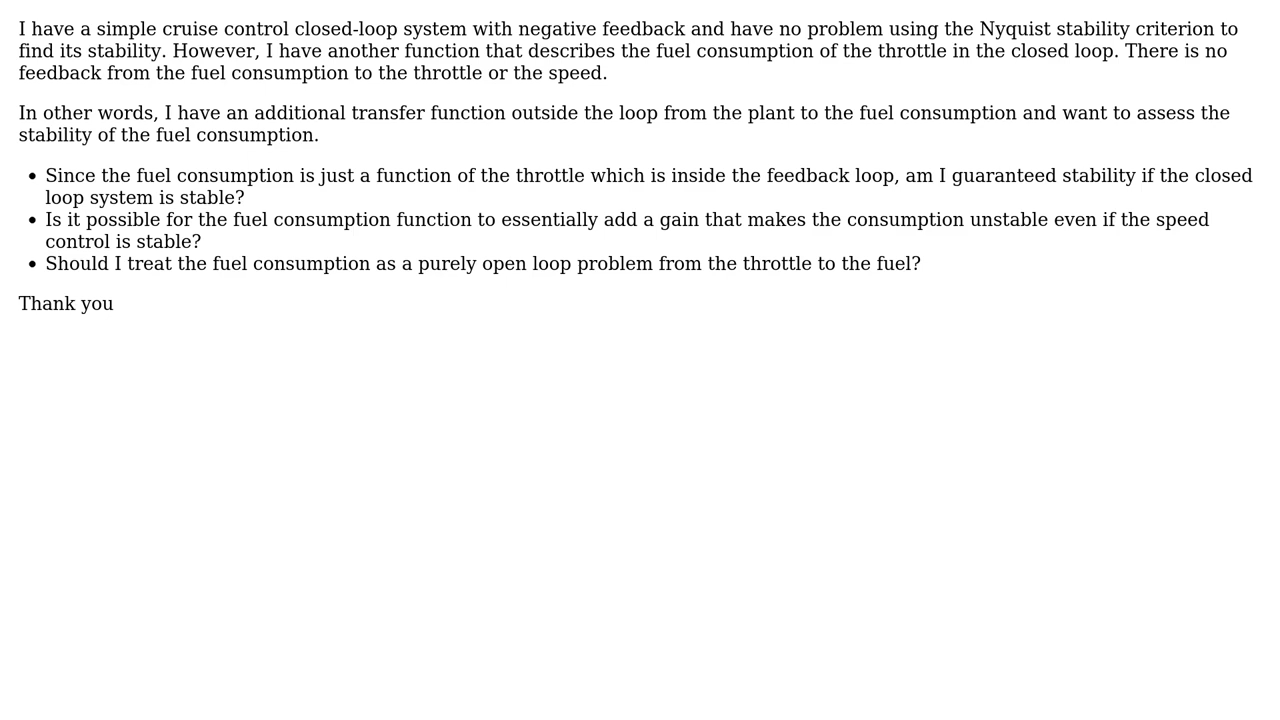 I have a simple cruise control closed-loop system with negative feedback and have no problem using the Nyquist stability criterion to
find its stability. However, I have another function that describes the fuel consumption of the throttle in the closed loop. There is no
feedback from the fuel consumption to the throttle or the speed.
In other words, I have an additional transfer function outside the loop from the plant to the fuel consumption and want to assess the
stability of the fuel consumption.
• Since the fuel consumption is just a function of the throttle which is inside the feedback loop, am I guaranteed stability if the closed
loop system is stable?
• Is it possible for the fuel consumption function to essentially add a gain that makes the consumption unstable even if the speed
control is stable?
• Should I treat the fuel consumption as a purely open loop problem from the throttle to the fuel?
Thank you